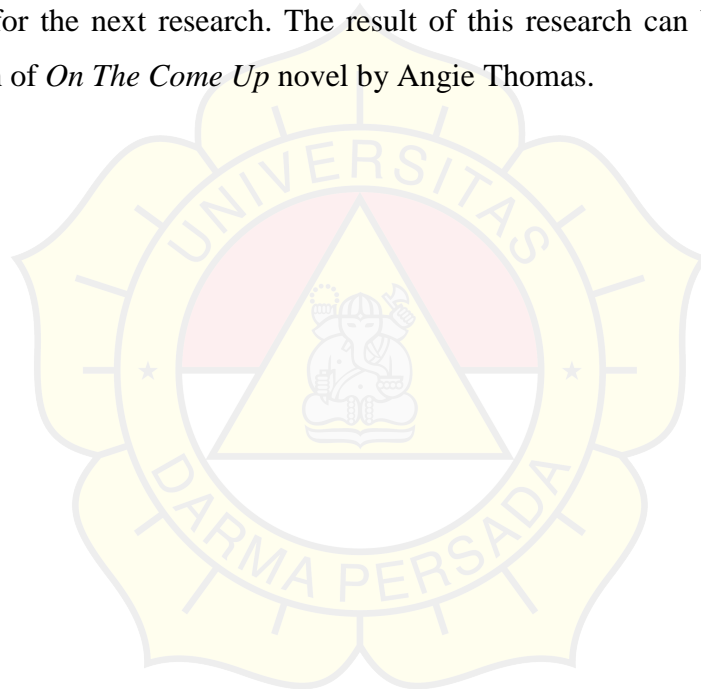 for the next research. The result of this research can
of On The Come Up novel by Angie Thomas.
UNIVERSITAS
DARMA PERSADA